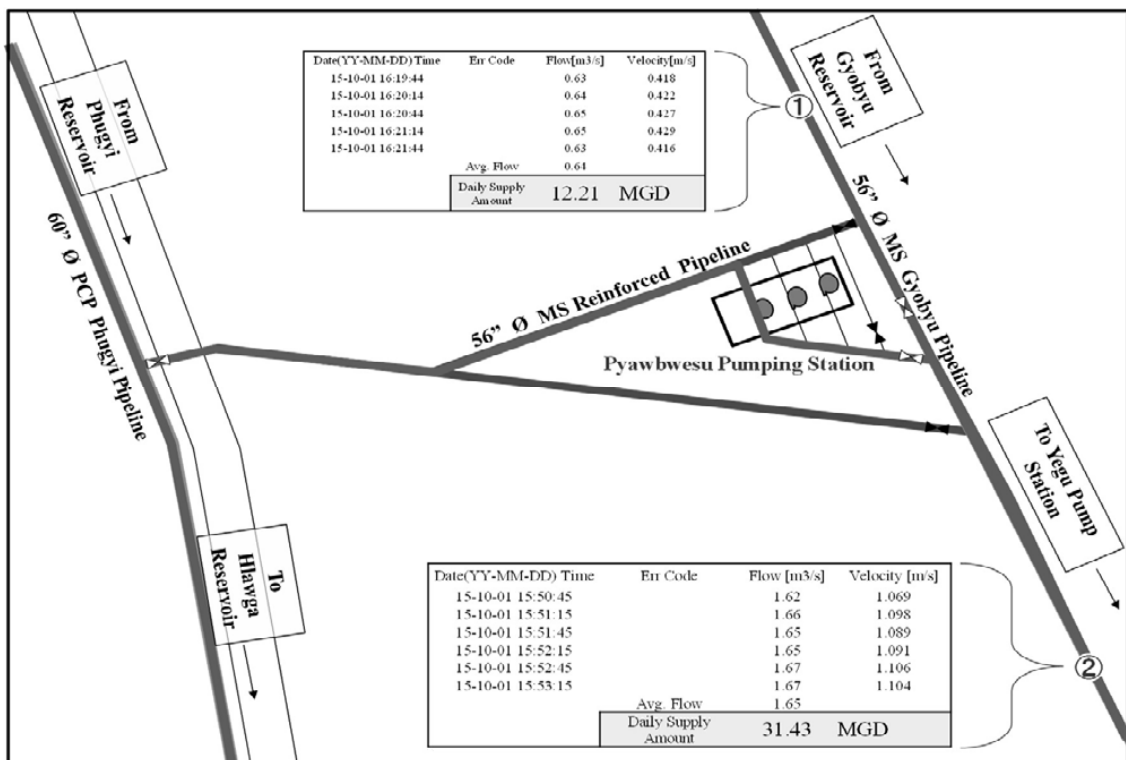 From
Phugyi
Reservoir
Date(YY-MM-DD) Time Err Code Flow[m3/s] Velocity[m/s]
15-10-01 16:19:44 0.63 0.418
15-10-01 16:20:14 0.64 0.422
15-10-01 16:20:44 0.65 0.427
15-10-01 16:21:14 0.65 0.429
15-10-01 16:21:44 0.63 0.416
Avg. Flow 0.64
Daily Supply
Amount 12.21 MGD
①
From
Gyobyu
Reservoir
60” Ø PCP Phugyi Pipeline
56” Ø MS Reinforced Pipeline
56” Ø MS Gyobyu Pipeline
Pyawbwesu Pumping Station
To Yegu Pump
Station
To
Hlawga
Reservoir
Date(YY-MM-DD) Time Err Code Flow [m3/s] Velocity [m/s]
15-10-01 15:50:45 1.62 1.069
15-10-01 15:51:15 1.66 1.098
15-10-01 15:51:45 1.65 1.089
15-10-01 15:52:15 1.65 1.091
15-10-01 15:52:45 1.67 1.106
15-10-01 15:53:15 1.67 1.104
Avg. Flow 1.65
Daily Supply
Amount 31.43 MGD
②